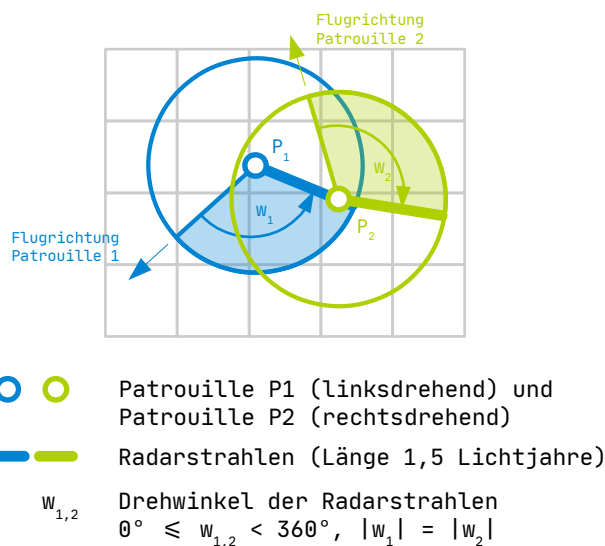 Flugrichtung
Patrouille 2
P1
w2
w1
P2
Flugrichtung
Patrouille 1
Patrouille P1 (linksdrehend) und
Patrouille P2 (rechtsdrehend)
Radarstrahlen (Länge 1,5 Lichtjahre)
w1,2 Drehwinkel der Radarstrahlen
0° ⩽ w1,2 < 360°, |w1| = |w2|